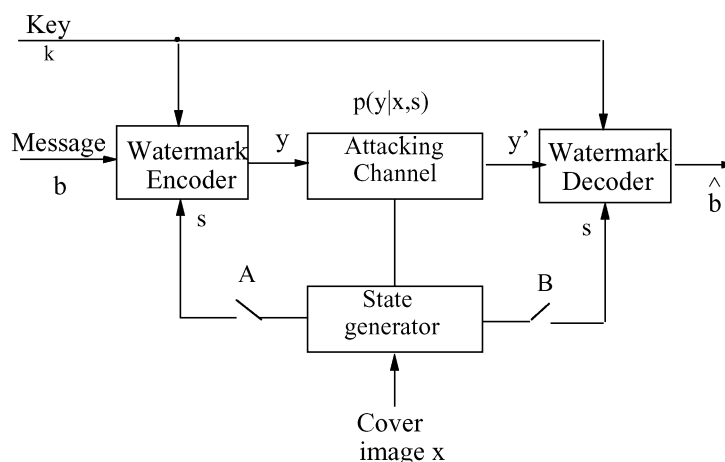 Key
k
p(y|x,s)
Message
b
Watermark
Encoder
y
Attacking
Channel
y’
Watermark
Decoder
^
b
s
s
A
B
State
generator
Cover
image x